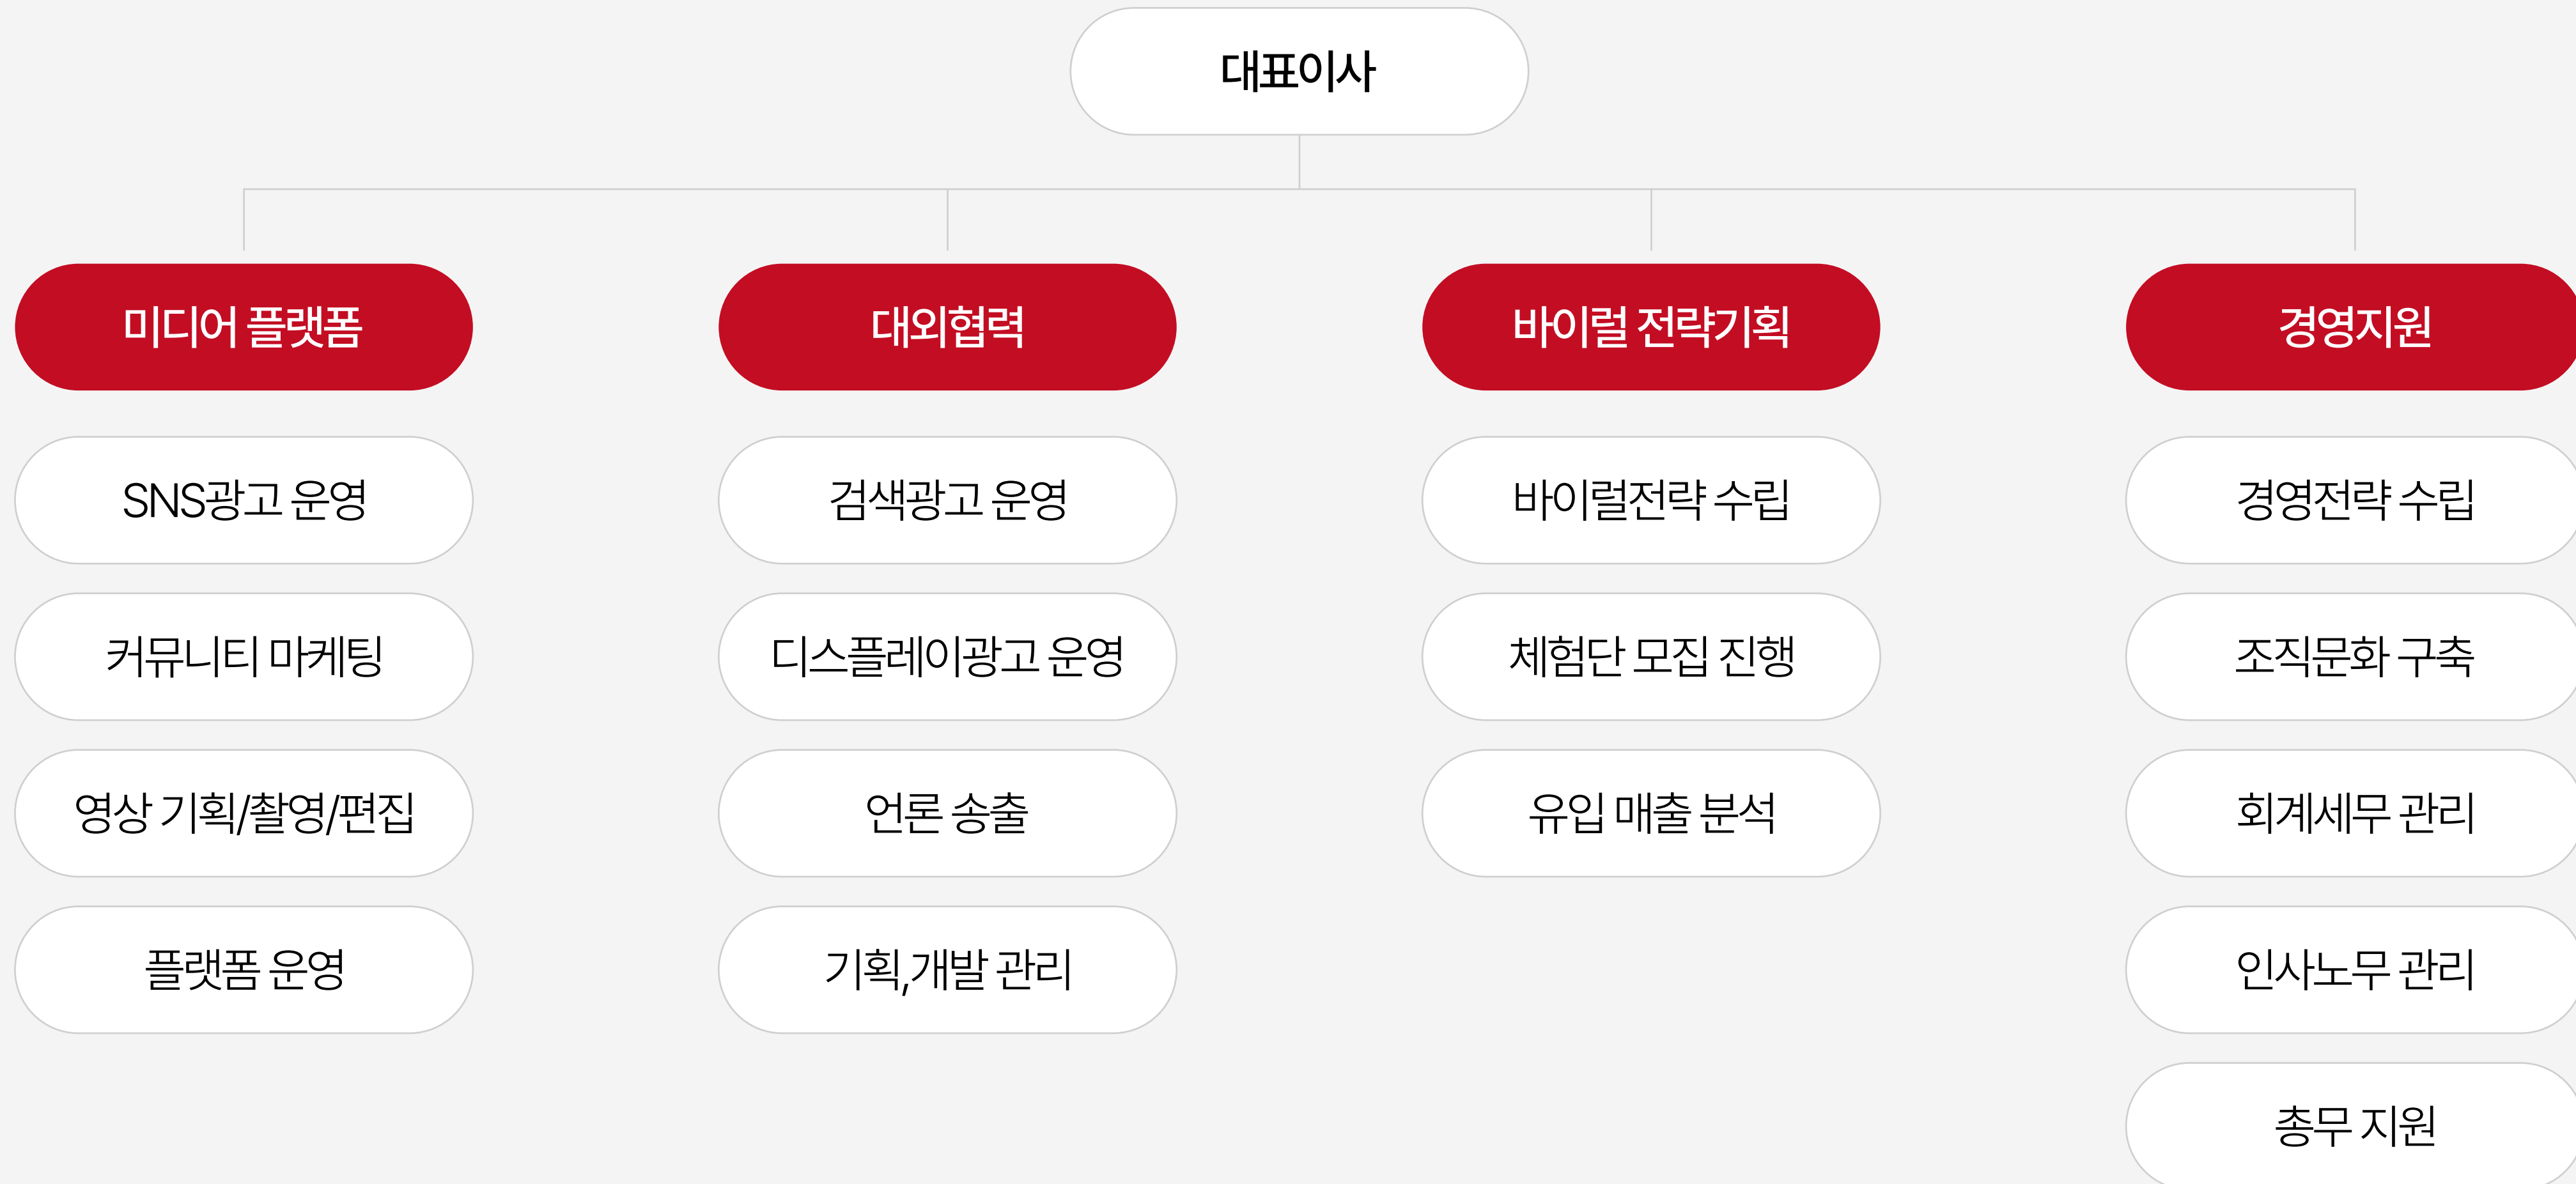 대표이사
미디어 플랫폼
SNS광고 운영
커뮤니티 마케팅
영상 기획/촬영/편집
플랫폼 운영
대외협력
검색광고 운영
디스플레이광고 운영
언론 송출
기획,개발 관리
바이럴 전략기획
바이럴전략 수립
체험단 모집 진행
유입 매출 분석
경영지원
경영전략 수립
조직문화 구축
회계세무 관리
인사노무 관리
총무 지원